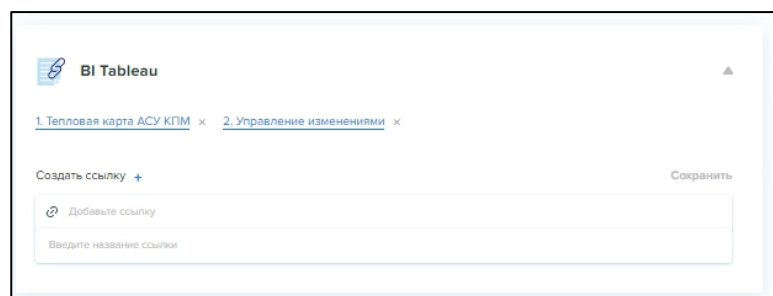 BI Tableau
1. Тепловая карта АСУ КПМ × 2. Управление изменениями ×
Создать ссылку + Сохранить
Добавьте ссылку
Введите название ссылки